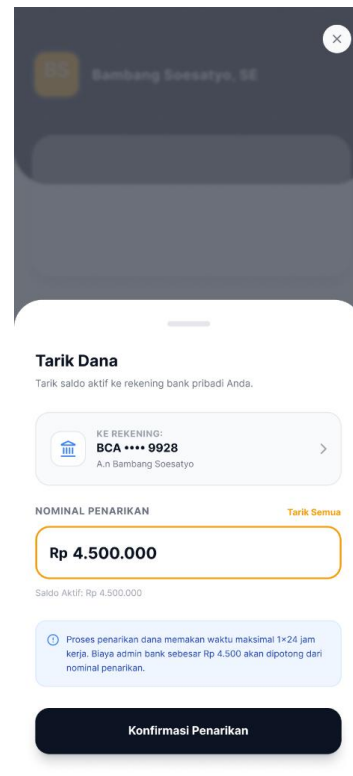 BS
Bambang Soesatyo, SE
Tarik Dana
Tarik saldo aktif ke rekening bank pribadi Anda.
KE REKENING:
BCA •••• 9928
A.n Bambang Soesatyo
NOMINAL PENARIKAN
Tarik Semua
Rp 4.500.000
Saldo Aktif: Rp 4.500.000
Proses penarikan dana memakan waktu maksimal 1×24 jam
kerja. Biaya admin bank sebesar Rp 4.500 akan dipotong dari
nominal penarikan.
Konfirmasi Penarikan